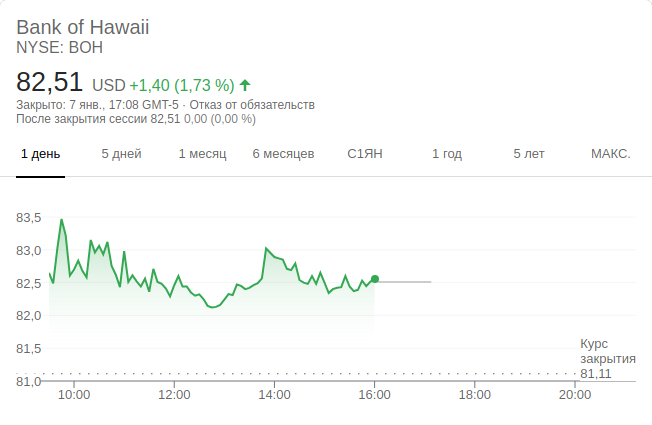 Bank of Hawaii
NYSE: BOH
82,51 USD +1,40 (1,73 %)
Закрыто: 7 янв., 17:08 GMT-5 · Отказ от обязательств
После закрытия сессии 82,51 0,00 (0,00 %)
1 день 5 дней 1 месяц 6 месяцев С1ЯН 1 год 5 лет МАКС.
83,5
83,0
82,5
82,0
81,5
81,0
Курс
закрытия
81,11
10:00 12:00 14:00 16:00 18:00 20:00